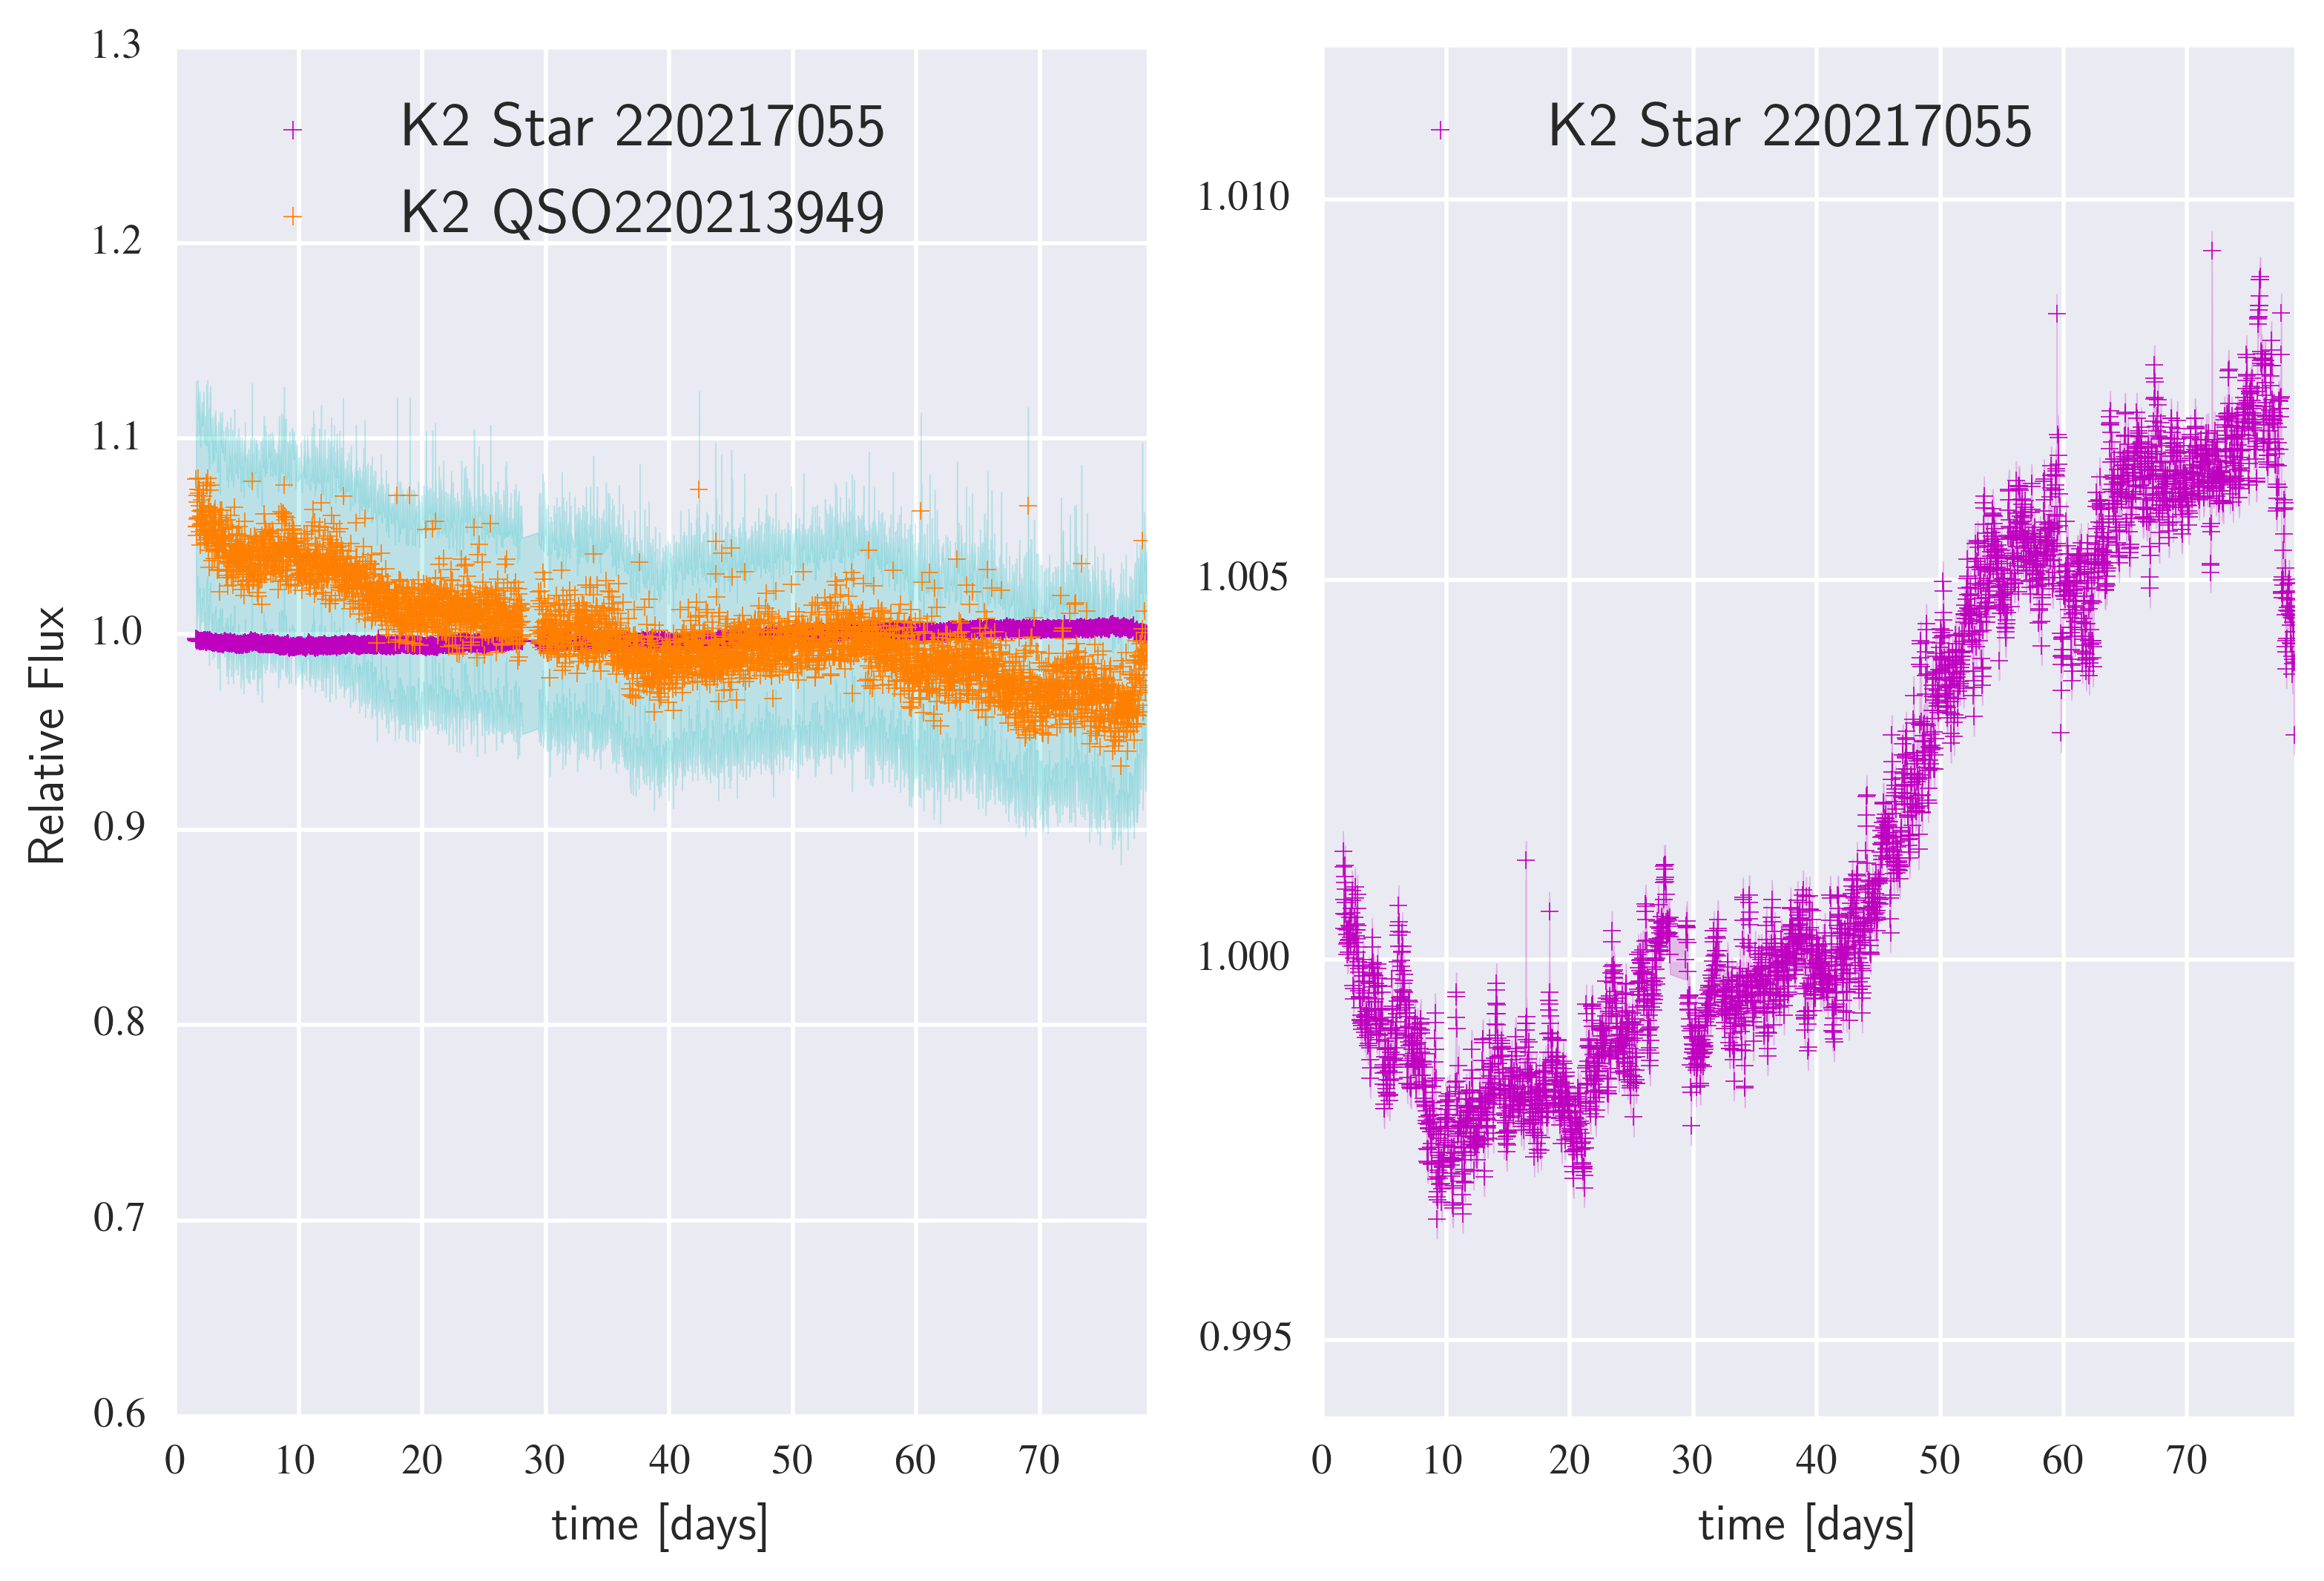 K2 Star 220217055
K2 QSO220213949
1.3
1.2
1.1
1.0
0.9
0.8
0.7
0.6
Relative Flux
0 10 20 30 40 50 60 70
time [days]
K2 Star 220217055
1.010
1.005
1.000
0.995
0 10 20 30 40 50 60 70
time [days]